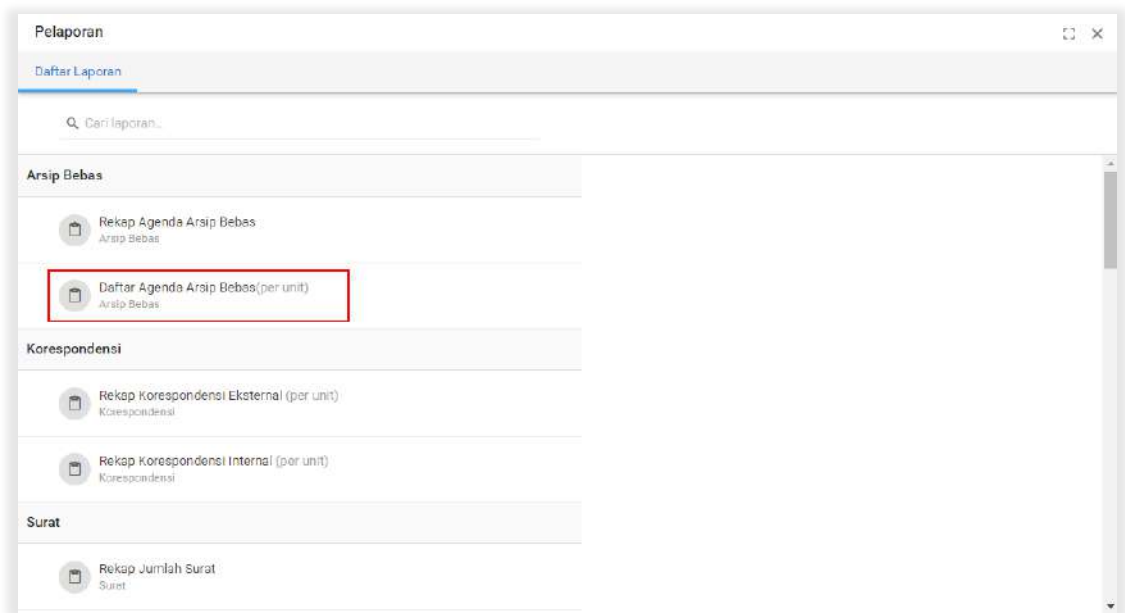 Pelaporan
Daftar Laporan
Cari laporan...
Arsip Bebas
Rekap Agenda Arsip Bebas
Arsip Bebas
Daftar Agenda Arsip Bebas(per unit)
Arsip Bebas
Korespondensi
Rekap Korespondensi Eksternal (per unit)
Korespondensi
Rekap Korespondensi Internal (per unit)
Korespondensi
Surat
Rekap Jumlah Surat
Surat